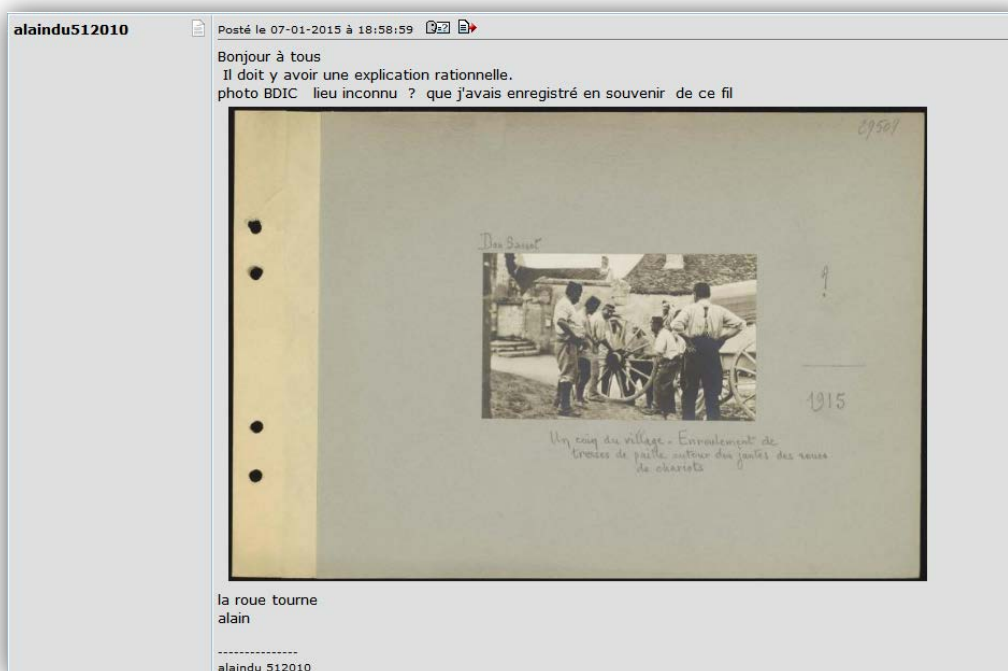 alaindu512010
Posté le 07-01-2015 à 18:58:59
Bonjour à tous
Il doit y avoir une explication rationnelle.
photo BDIC lieu inconnu ? que j'avais enregistré en souvenir de ce fil
29509
Don
?
1915
Un coin du village - Enroulement de
tresses de paille autour des jantes des roues
de chariots
la roue tourne
alain
---------------
alaindu 512010